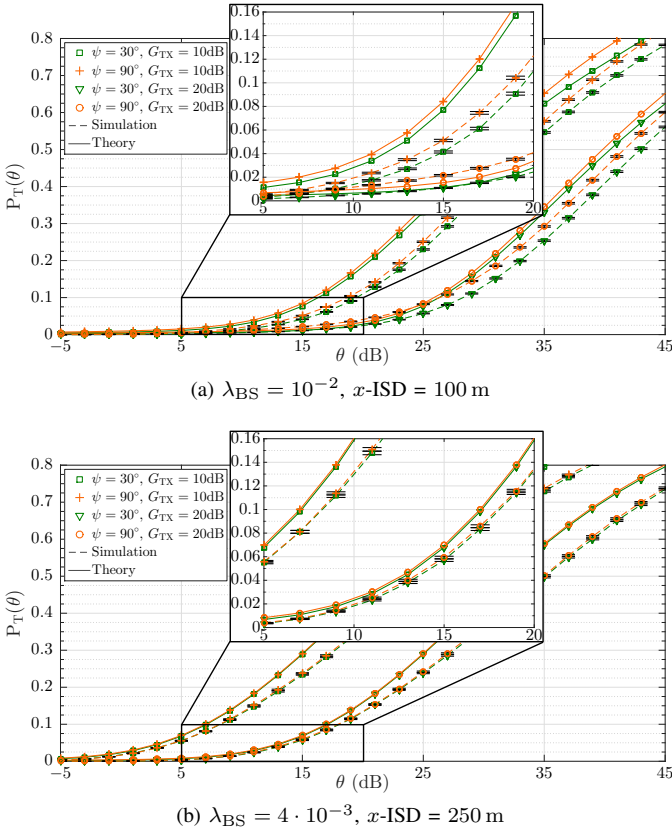 0.16
0.14
0.12
0.1
0.08
0.06
0.04
0.02
0
5 10 15 20
0.8
0.7
0.6
0.5
0.4
0.3
0.2
0.1
0
P_T(θ)
ψ = 30°, G_TX = 10dB
ψ = 90°, G_TX = 10dB
ψ = 30°, G_TX = 20dB
ψ = 90°, G_TX = 20dB
Simulation
Theory
-5 5 15 25 35 45
θ (dB)
(a) λ_BS = 10⁻², x-ISD = 100 m
0.16
0.14
0.12
0.1
0.08
0.06
0.04
0.02
0
5 10 15 20
0.8
0.7
0.6
0.5
0.4
0.3
0.2
0.1
0
P_T(θ)
ψ = 30°, G_TX = 10dB
ψ = 90°, G_TX = 10dB
ψ = 30°, G_TX = 20dB
ψ = 90°, G_TX = 20dB
Simulation
Theory
-5 5 15 25 35 45
θ (dB)
(b) λ_BS = 4 · 10⁻³, x-ISD = 250 m